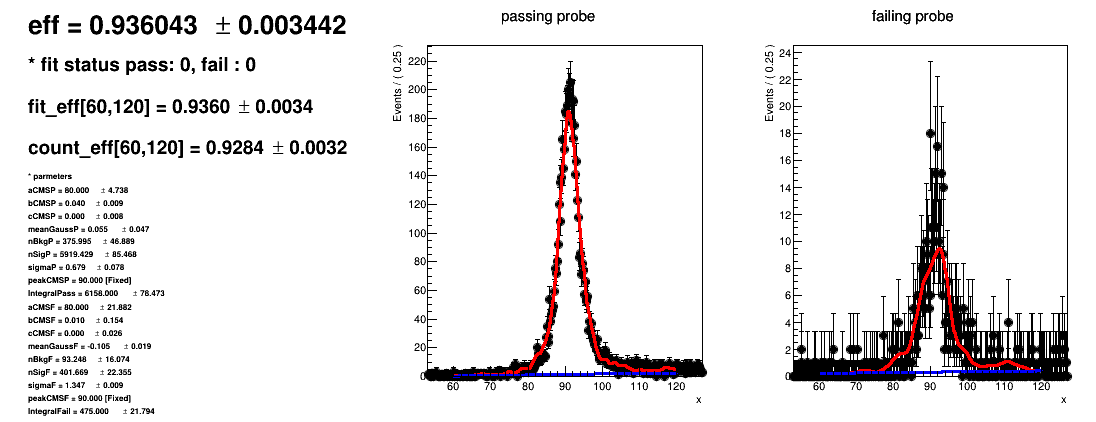 eff = 0.936043 ± 0.003442
* fit status pass: 0, fail : 0
fit_eff[60,120] = 0.9360 ± 0.0034
count_eff[60,120] = 0.9284 ± 0.0032
* parmeters
aCMSP = 80.000 ± 4.738
bCMSP = 0.040 ± 0.009
cCMSP = 0.000 ± 0.008
meanGaussP = 0.055 ± 0.047
nBkgP = 375.995 ± 46.889
nSigP = 5919.429 ± 85.468
sigmaP = 0.679 ± 0.078
peakCMSP = 90.000 [Fixed]
IntegralPass = 6158.000 ± 78.473
aCMSF = 80.000 ± 21.882
bCMSF = 0.010 ± 0.154
cCMSF = 0.000 ± 0.026
meanGaussF = -0.105 ± 0.019
nBkgF = 93.248 ± 16.074
nSigF = 401.669 ± 22.355
sigmaF = 1.347 ± 0.009
peakCMSF = 90.000 [Fixed]
IntegralFail = 475.000 ± 21.794
passing probe
Events / ( 0.25 )
220
200
180
160
140
120
100
80
60
40
20
0
60 70 80 90 100 110 120
x
failing probe
Events / ( 0.25 )
24
22
20
18
16
14
12
10
8
6
4
2
0
60 70 80 90 100 110 120
x